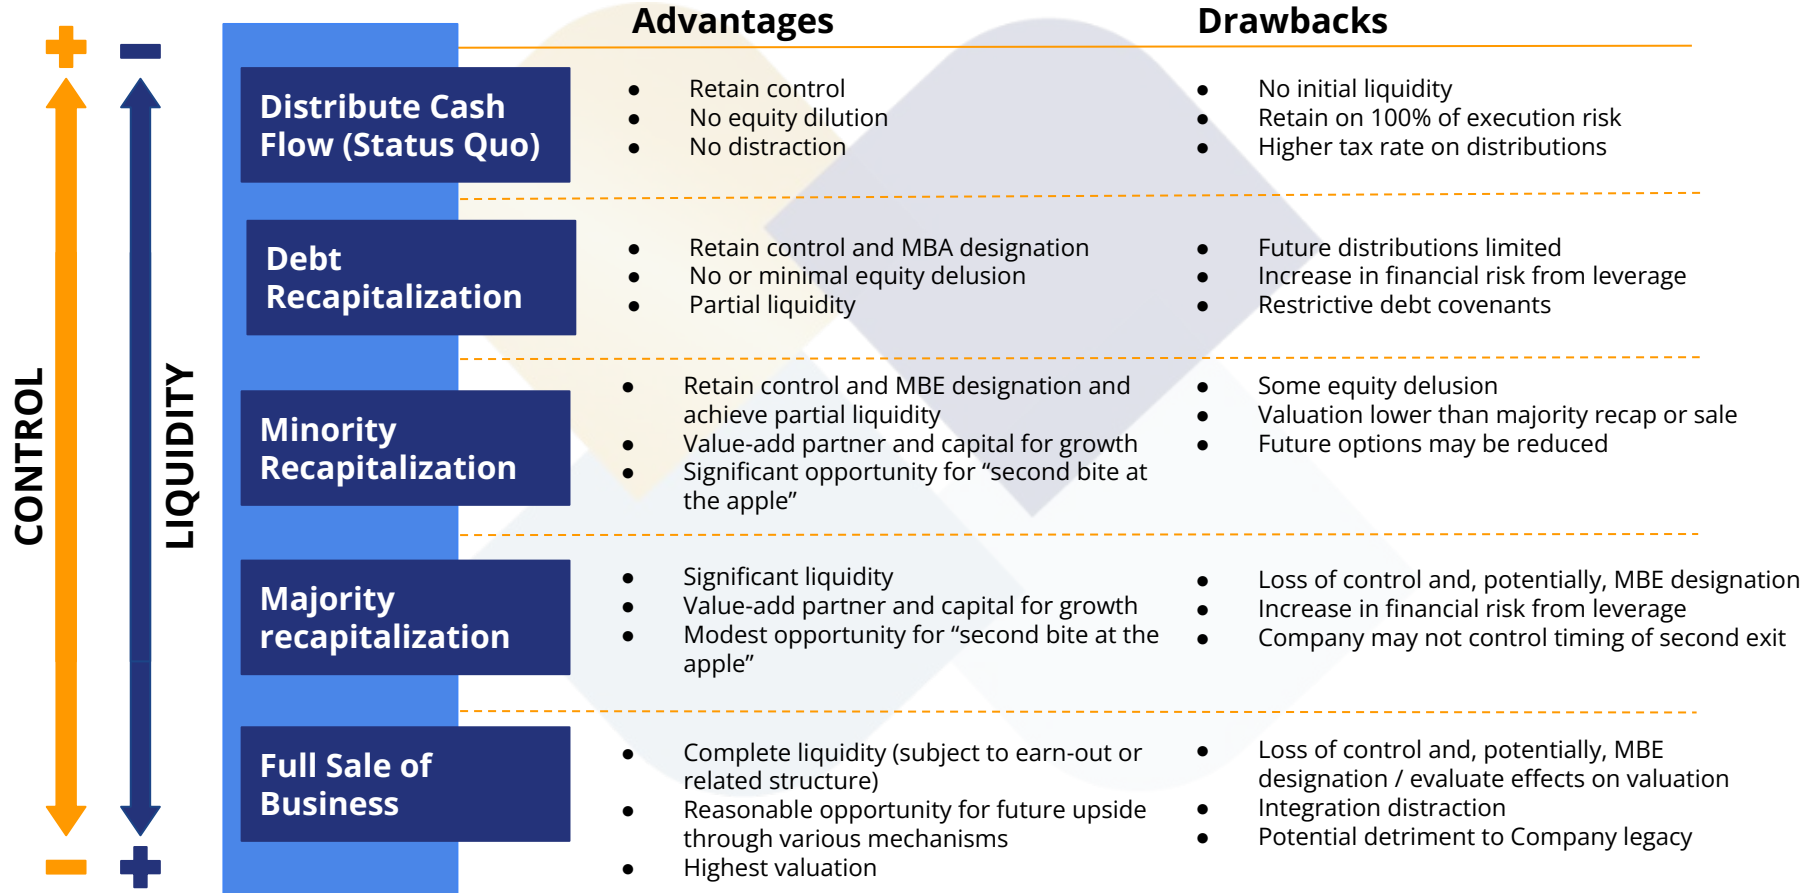 Advantages
Drawbacks
CONTROL
LIQUIDITY
Distribute Cash
Flow (Status Quo)
● Retain control
● No equity dilution
● No distraction
● No initial liquidity
● Retain on 100% of execution risk
● Higher tax rate on distributions
Debt
Recapitalization
● Retain control and MBA designation
● No or minimal equity delusion
● Partial liquidity
● Future distributions limited
● Increase in financial risk from leverage
● Restrictive debt covenants
Minority
Recapitalization
● Retain control and MBE designation and
achieve partial liquidity
● Value-add partner and capital for growth
● Significant opportunity for “second bite at
the apple”
● Some equity delusion
● Valuation lower than majority recap or sale
● Future options may be reduced
Majority
recapitalization
● Significant liquidity
● Value-add partner and capital for growth
● Modest opportunity for “second bite at the
apple”
● Loss of control and, potentially, MBE designation
● Increase in financial risk from leverage
● Company may not control timing of second exit
Full Sale of
Business
● Complete liquidity (subject to earn-out or
related structure)
● Reasonable opportunity for future upside
through various mechanisms
● Highest valuation
● Loss of control and, potentially, MBE
designation / evaluate effects on valuation
● Integration distraction
● Potential detriment to Company legacy